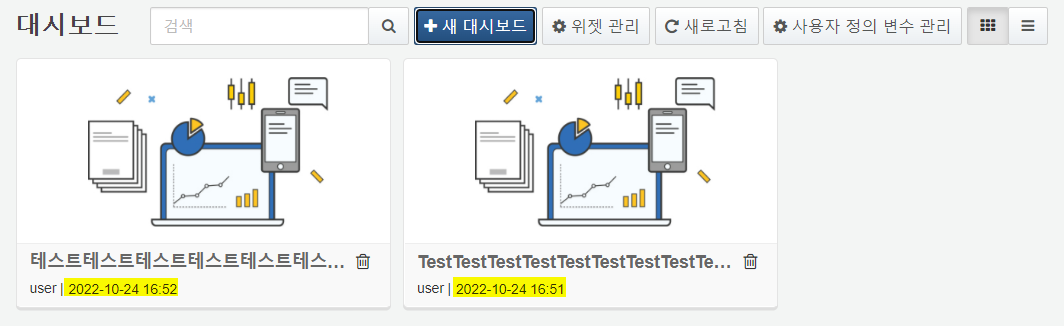 대시보드
검색
새 대시보드
위젯 관리
새로고침
사용자 정의 변수 관리
테스트테스트테스트테스트테스트테스...
user | 2022-10-24 16:52
TestTestTestTestTestTestTestTestTe...
user | 2022-10-24 16:51